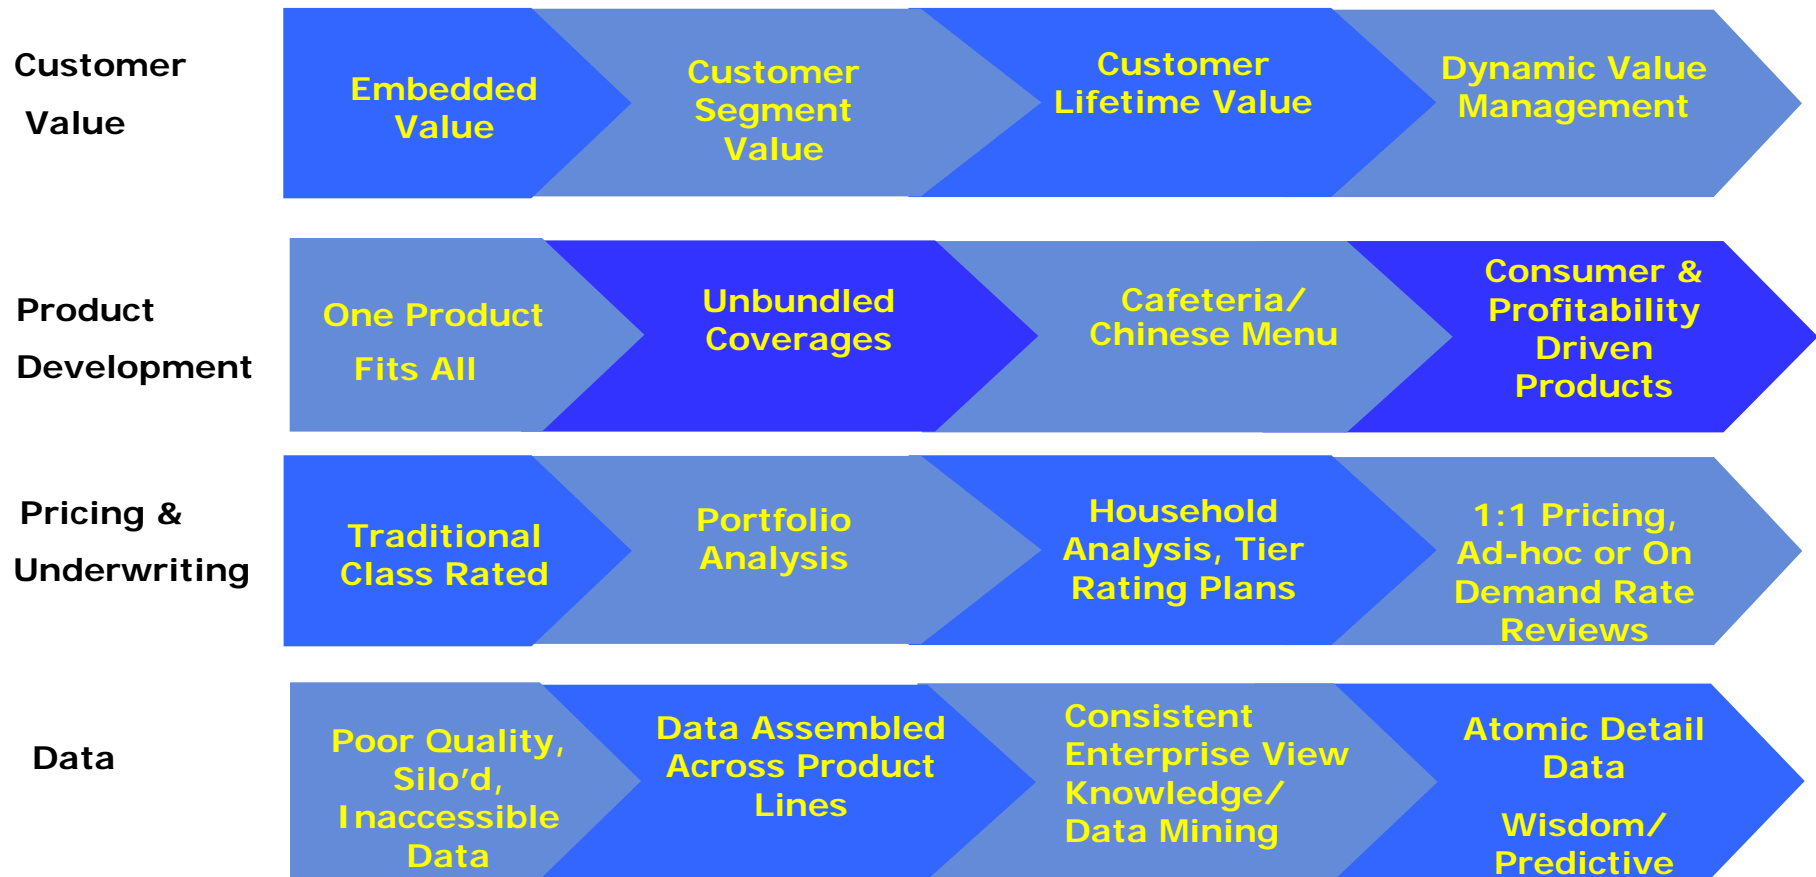 Customer
Value
Embedded
Value
Customer
Segment
Value
Customer
Lifetime Value
Dynamic Value
Management
Product
Development
One Product
Fits All
Unbundled
Coverages
Cafeteria/
Chinese Menu
Consumer &
Profitability
Driven
Products
Pricing &
Underwriting
Traditional
Class Rated
Portfolio
Analysis
Household
Analysis, Tier
Rating Plans
1:1 Pricing,
Ad-hoc or On
Demand Rate
Reviews
Data
Poor Quality,
Silo’d,
Inaccessible
Data
Data Assembled
Across Product
Lines
Consistent
Enterprise View
Knowledge/
Data Mining
Atomic Detail
Data
Wisdom/
Predictive